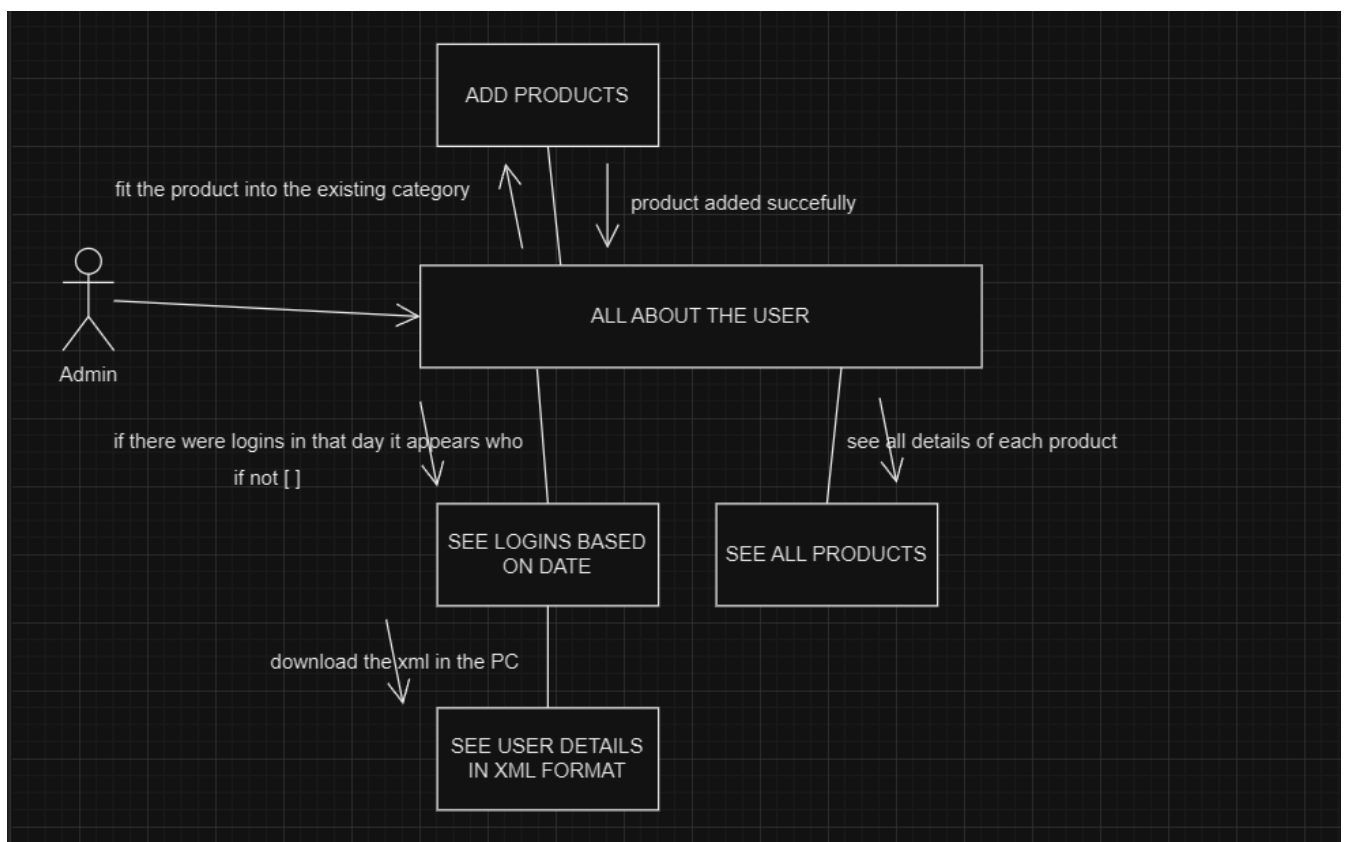 ADD PRODUCTS
fit the product into the existing category
product added succefully
ALL ABOUT THE USER
Admin
if there were logins in that day it appears who
if not [ ]
see all details of each product
SEE LOGINS BASED
ON DATE
SEE ALL PRODUCTS
download the xml in the PC
SEE USER DETAILS
IN XML FORMAT